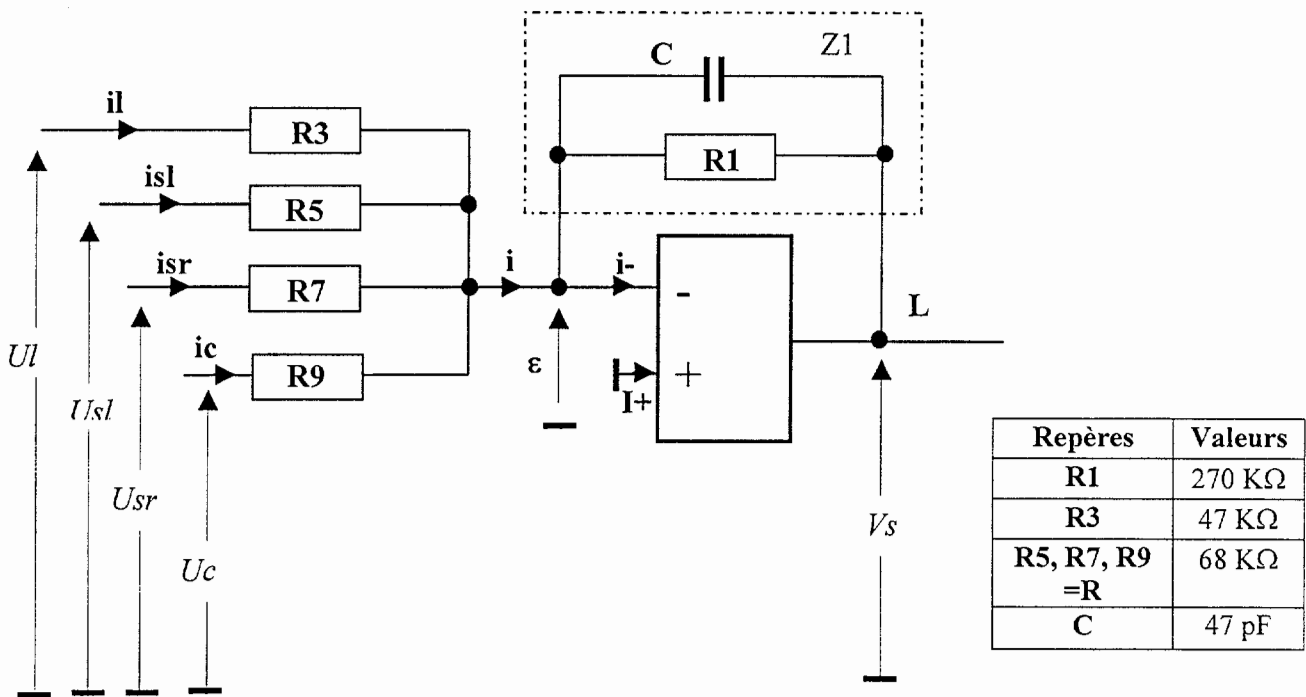 Z1
C
il
R3
R1
isl
R5
isr
i
i-
R7
-
L
Ul
ic
ε
R9
+
I+
Usl
Usr
Vs
Uc
Repères Valeurs
R1 270 KΩ
R3 47 KΩ
R5, R7, R9 68 KΩ
=R
C 47 pF